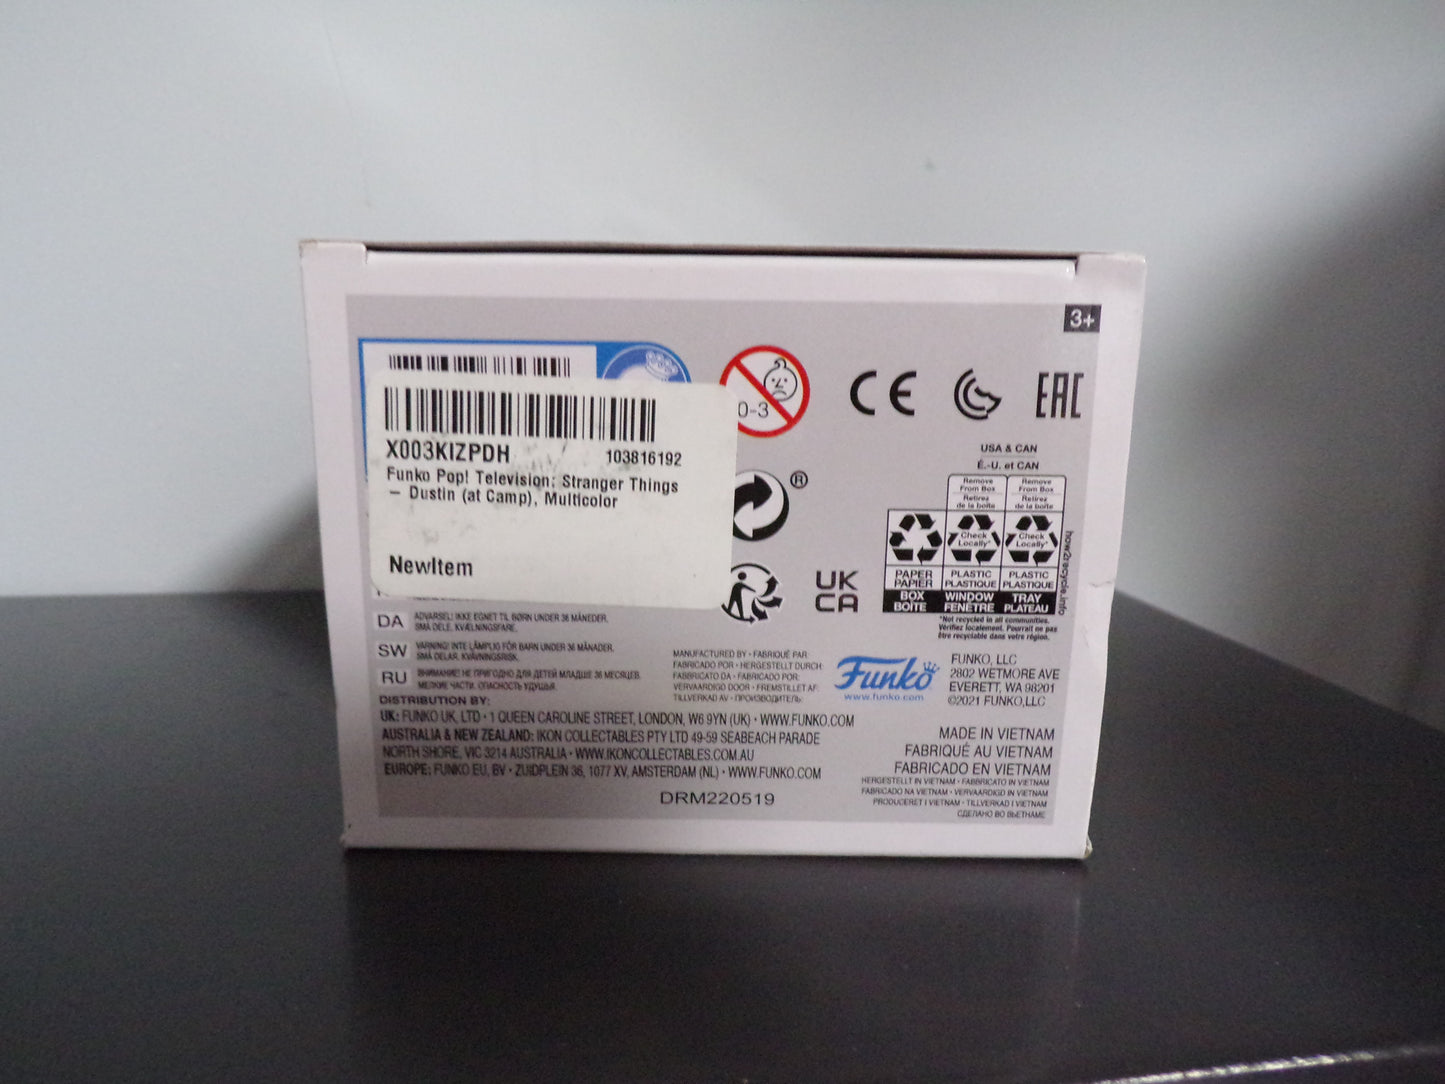 3+
0-3
CE
EAC
X003KIZPDH
103816192
Funko Pop! Television: Stranger Things
– Dustin (at Camp), Multicolor
NewItem
®
UK
CA
USA & CAN
É.-U. et CAN
Remove From Box
Retirez de la boîte
Remove From Box
Retirez de la boîte
Check Locally*
Check Locally*
PAPER
PAPIER
BOX
BOÎTE
PLASTIC
PLASTIQUE
WINDOW
FENÊTRE
PLASTIC
PLASTIQUE
TRAY
PLATEAU
how2recycle.info
*Not recycled in all communities.
Vérifiez localement. Pourrait ne pas
être recyclable dans votre région.
DA ADVARSEL! IKKE EGNET TIL BØRN UNDER 36 MÅNEDER.
SMÅ DELE. KVÆLNINGSFARE.
SW VARNING! INTE LÄMPLIG FÖR BARN UNDER 36 MÅNADER.
SMÅ DELAR. KVÄVNINGSRISK.
RU ВНИМАНИЕ! НЕ ПРИГОДНО ДЛЯ ДЕТЕЙ МЛАДШЕ 36 МЕСЯЦЕВ.
МЕЛКИЕ ЧАСТИ. ОПАСНОСТЬ УДУШЬЯ.
MANUFACTURED BY • FABRIQUÉ PAR:
FABRICADO POR • HERGESTELLT DURCH:
FABBRICATO DA • FABRICADO POR:
VERVAARDIGD DOOR • FREMSTILLET AF:
TILLVERKAD AV • ПРОИЗВОДИТЕЛЬ:
Funko
www.funko.com
FUNKO, LLC
2802 WETMORE AVE
EVERETT, WA 98201
©2021 FUNKO,LLC
DISTRIBUTION BY:
UK: FUNKO UK, LTD • 1 QUEEN CAROLINE STREET, LONDON, W6 9YN (UK) • WWW.FUNKO.COM
AUSTRALIA & NEW ZEALAND: IKON COLLECTABLES PTY LTD 49-59 SEABEACH PARADE
NORTH SHORE, VIC 3214 AUSTRALIA • WWW.IKONCOLLECTABLES.COM.AU
EUROPE: FUNKO EU, BV • ZUIDPLEIN 36, 1077 XV, AMSTERDAM (NL) • WWW.FUNKO.COM
MADE IN VIETNAM
FABRIQUÉ AU VIETNAM
FABRICADO EN VIETNAM
HERGESTELLT IN VIETNAM • FABBRICATO IN VIETNAM
FABRICADO NA VIETNAM • VERVAARDIGD IN VIETNAM
PRODUCERET I VIETNAM • TILLVERKAD I VIETNAM
СДЕЛАНО ВО ВЬЕТНАМЕ
DRM220519